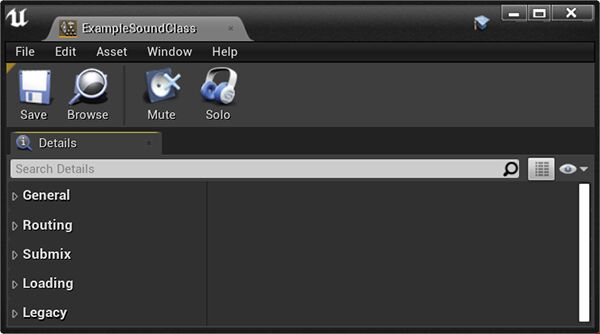 ExampleSoundClass
File Edit Asset Window Help
Save Browse Mute Solo
Details
Search Details
General
Routing
Submix
Loading
Legacy